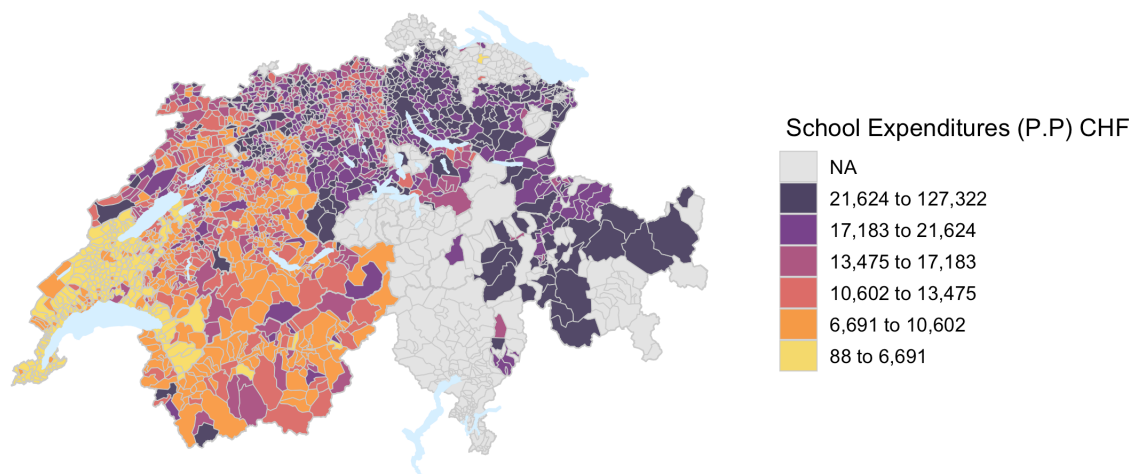 School Expenditures (P.P) CHF
NA
21,624 to 127,322
17,183 to 21,624
13,475 to 17,183
10,602 to 13,475
6,691 to 10,602
88 to 6,691